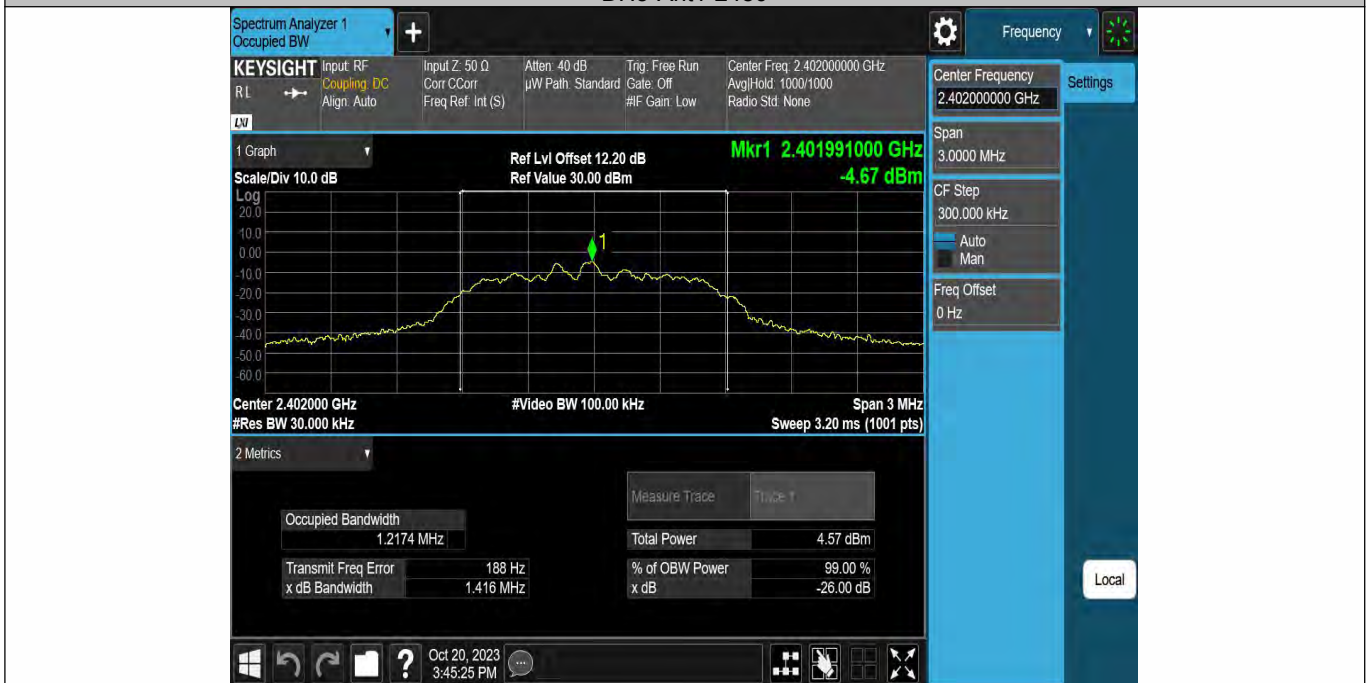 Spectrum Analyzer 1
Occupied BW
+
Frequency
KEYSIGHT Input: RF Input Z: 50 Ω Atten: 40 dB Trig: Free Run Center Freq: 2.402000000 GHz
RL Coupling: DC Corr CCorr µW Path: Standard Gate: Off Avg|Hold: 1000/1000
Align: Auto Freq Ref: Int (S) #IF Gain: Low Radio Std: None
LXI
Center Frequency
2.402000000 GHz
Settings
Span
3.0000 MHz
CF Step
300.000 kHz
Auto
Man
Freq Offset
0 Hz
Local
1 Graph
Ref Lvl Offset 12.20 dB Mkr1 2.401991000 GHz
Scale/Div 10.0 dB Ref Value 30.00 dBm -4.67 dBm
Log
20.0
10.0
0.00
-10.0
-20.0
-30.0
-40.0
-50.0
-60.0
1
Center 2.402000 GHz #Video BW 100.00 kHz Span 3 MHz
#Res BW 30.000 kHz Sweep 3.20 ms (1001 pts)
2 Metrics
Measure Trace Trace 1
Occupied Bandwidth
1.2174 MHz Total Power 4.57 dBm
Transmit Freq Error 188 Hz % of OBW Power 99.00 %
x dB Bandwidth 1.416 MHz x dB -26.00 dB
? Oct 20, 2023
3:45:25 PM